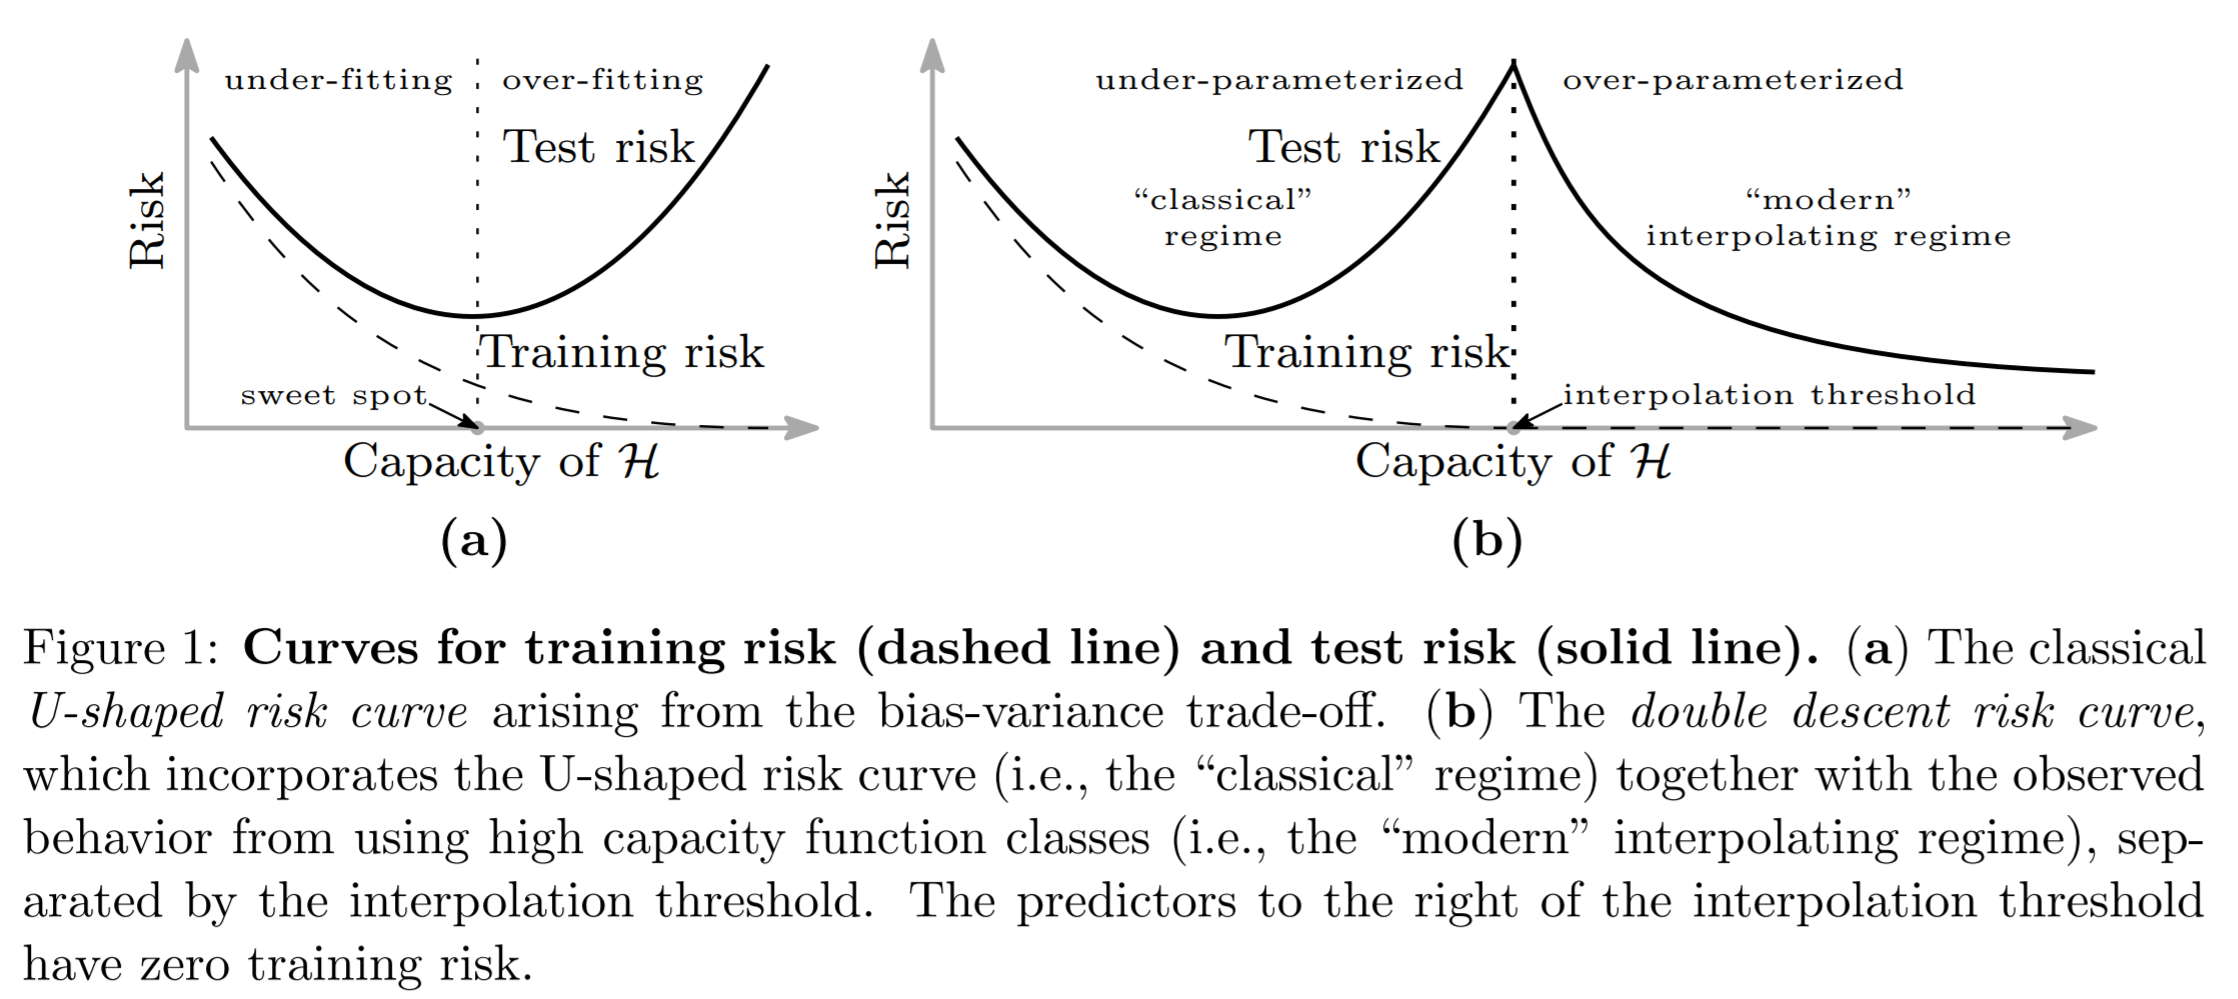 under-fitting
over-fitting
Test risk
Risk
Training risk
sweet spot
Capacity of ℋ
(a)
under-parameterized
over-parameterized
Test risk
“classical”
regime
“modern”
interpolating regime
Risk
Training risk
interpolation threshold
Capacity of ℋ
(b)
Figure 1: Curves for training risk (dashed line) and test risk (solid line). (a) The classical
U-shaped risk curve arising from the bias-variance trade-off. (b) The double descent risk curve,
which incorporates the U-shaped risk curve (i.e., the “classical” regime) together with the observed
behavior from using high capacity function classes (i.e., the “modern” interpolating regime), sep-
arated by the interpolation threshold. The predictors to the right of the interpolation threshold
have zero training risk.